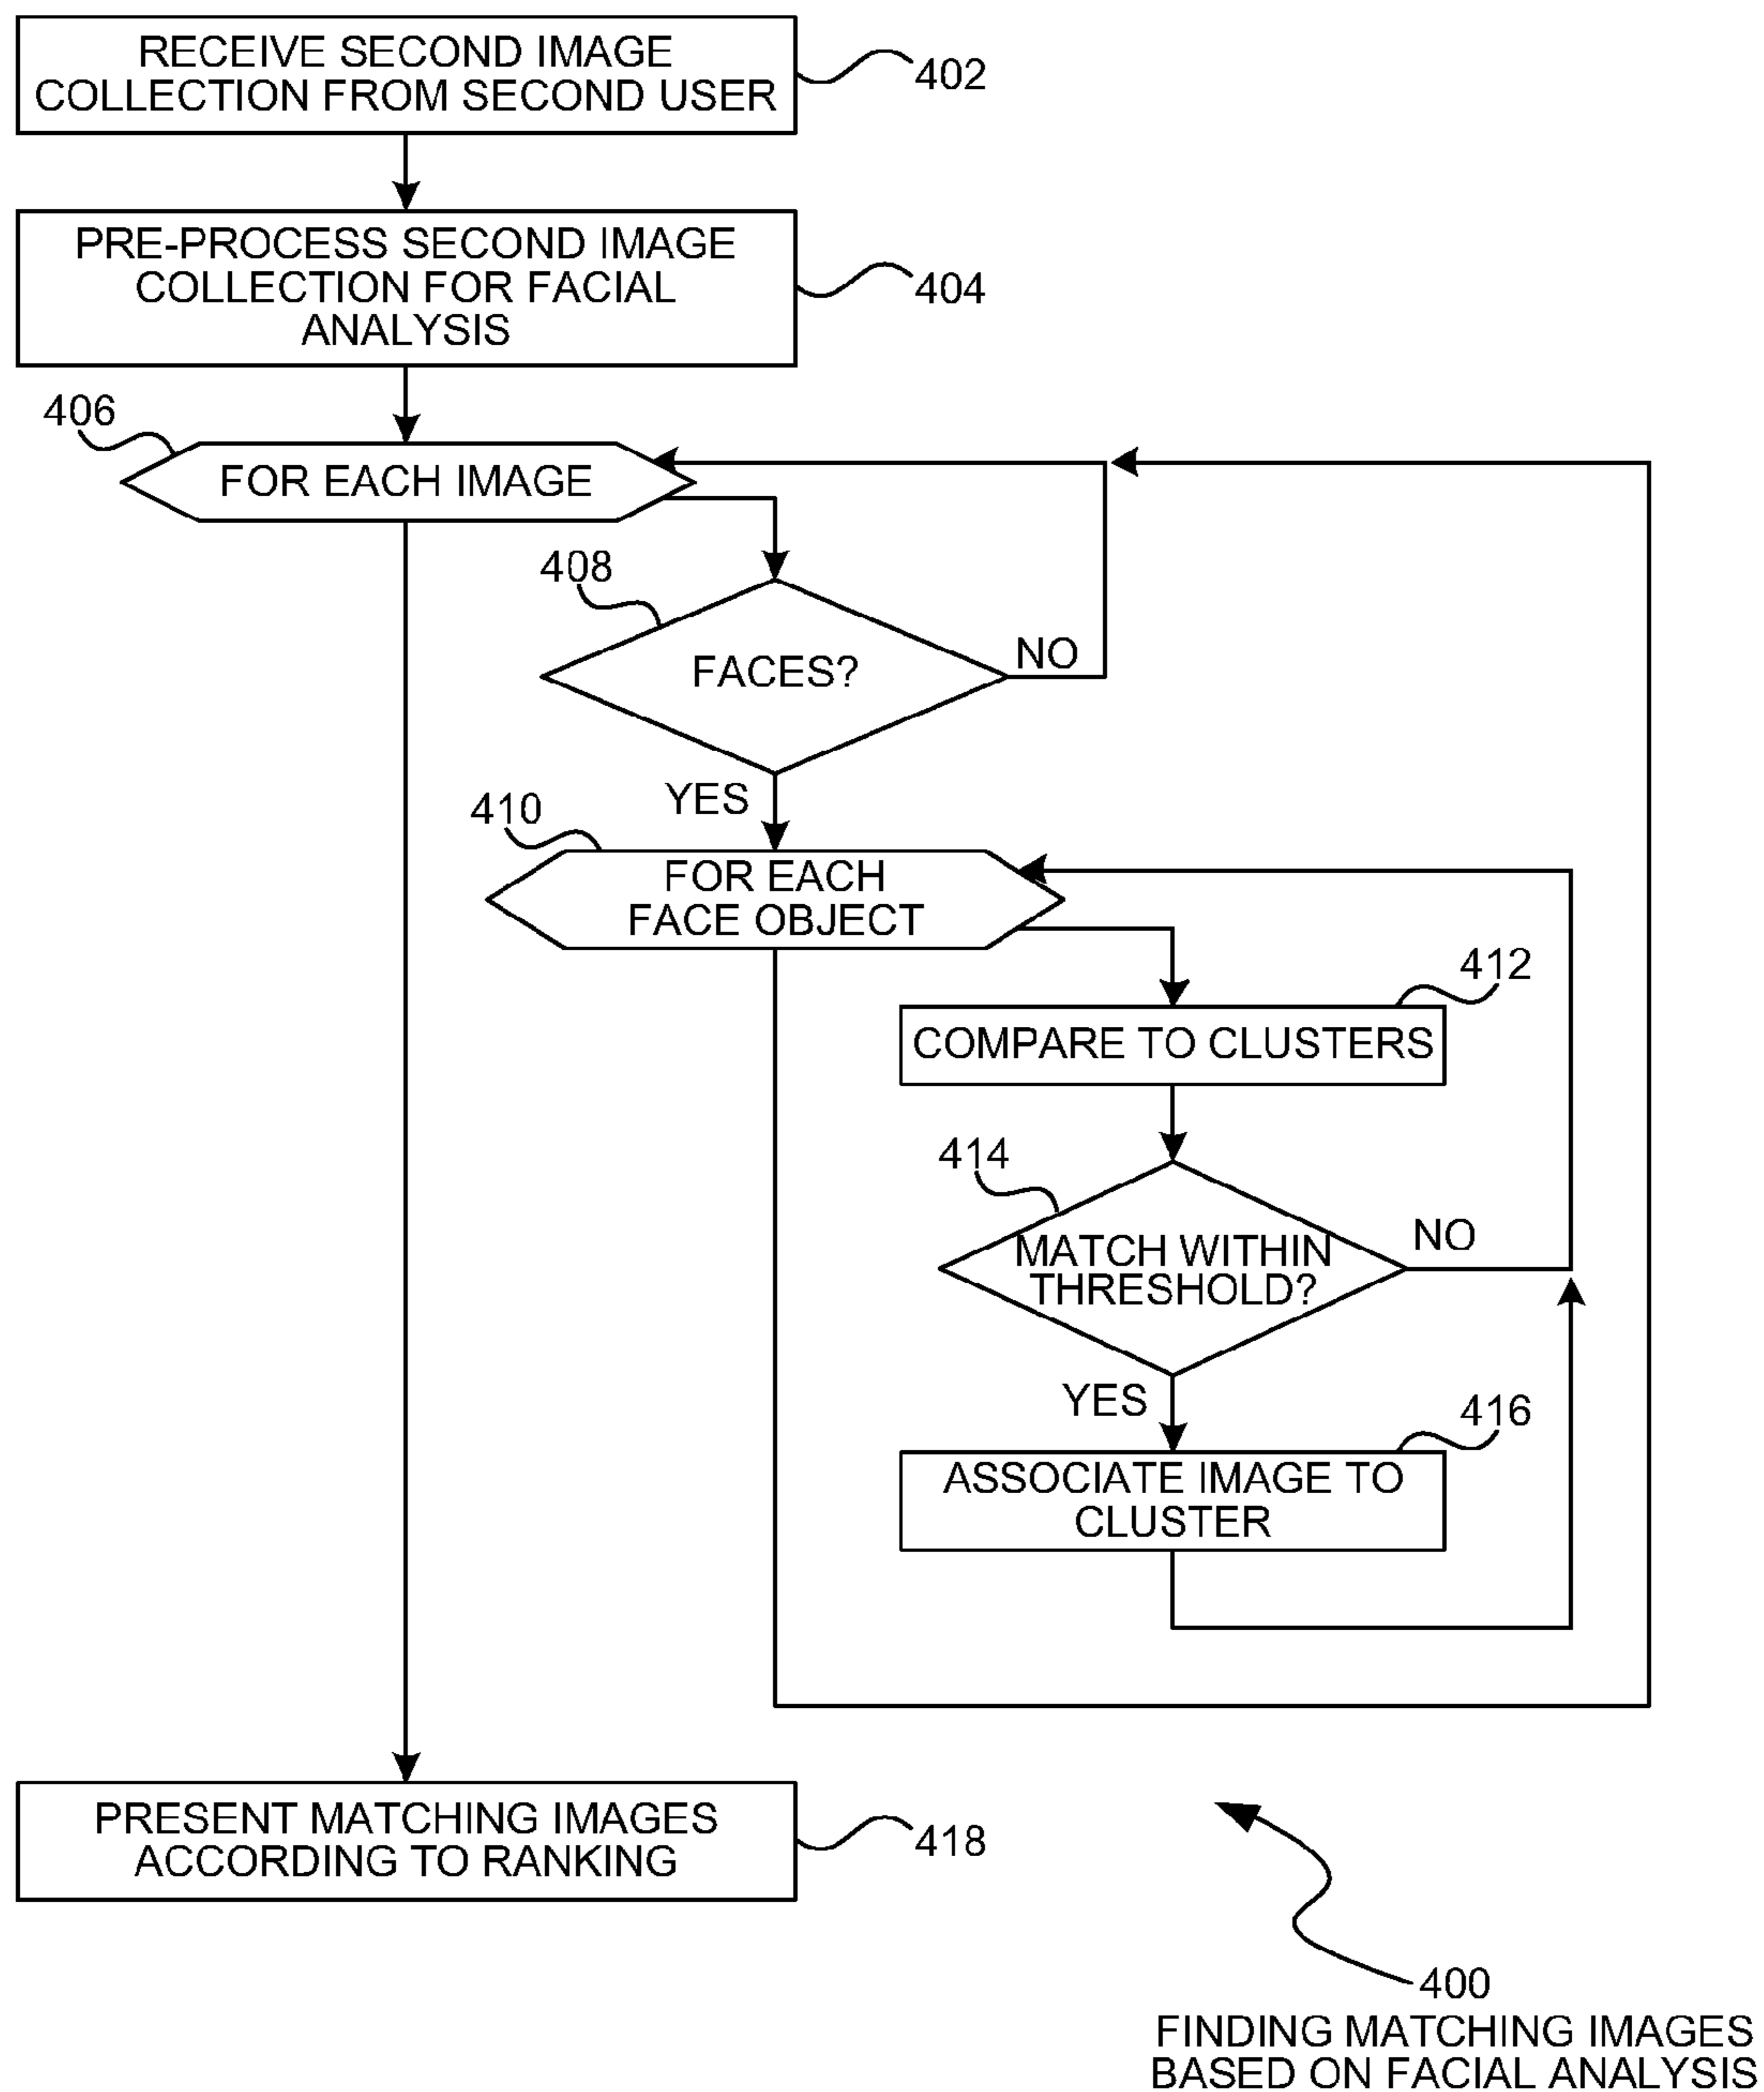 RECEIVE SECOND IMAGE
COLLECTION FROM SECOND USER
402
PRE-PROCESS SECOND IMAGE
COLLECTION FOR FACIAL
ANALYSIS
404
406
FOR EACH IMAGE
408
FACES?
NO
YES
410
FOR EACH
FACE OBJECT
412
COMPARE TO CLUSTERS
414
MATCH WITHIN
THRESHOLD?
NO
YES
416
ASSOCIATE IMAGE TO
CLUSTER
PRESENT MATCHING IMAGES
ACCORDING TO RANKING
418
400
FINDING MATCHING IMAGES
BASED ON FACIAL ANALYSIS